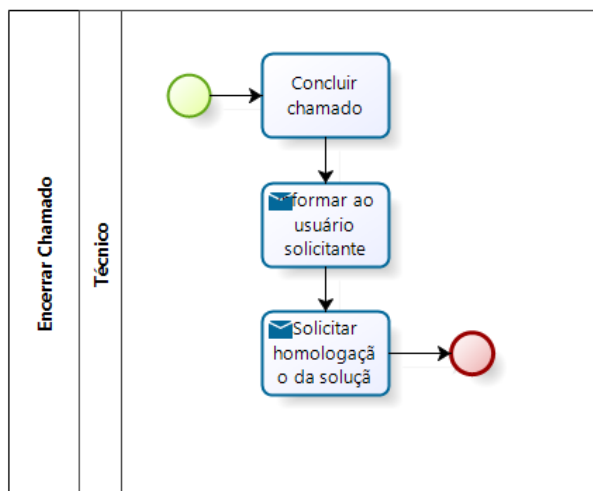 Encerrar Chamado
Técnico
Concluir
chamado
formar ao
usuário
solicitante
Solicitar
homologaçã
o da soluçã